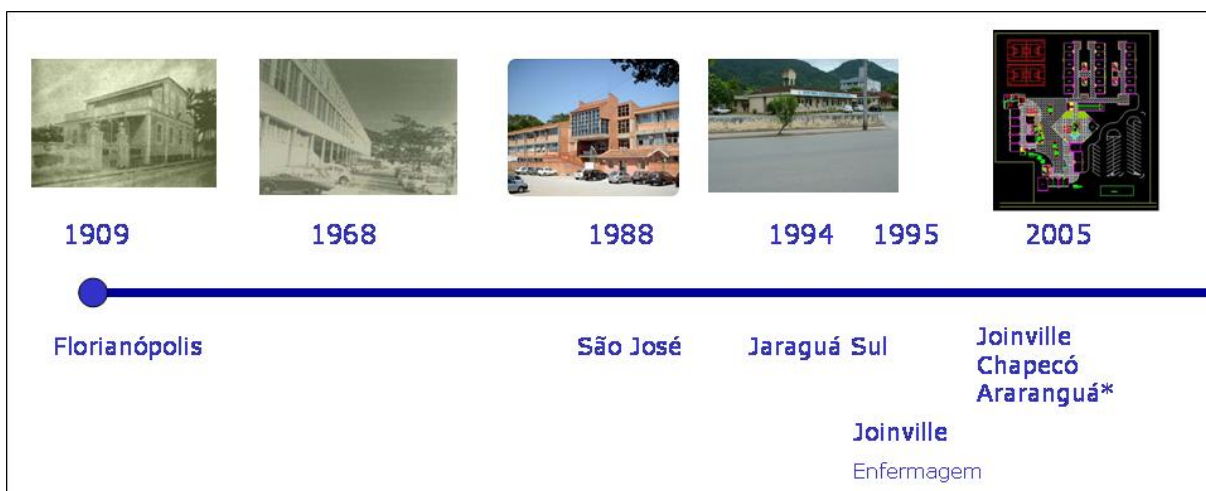 1909 1968 1988 1994 1995 2005
Florianópolis São José Jaraguá Sul Joinville
Chapecó
Araranguá*
Joinville
Enfermagem